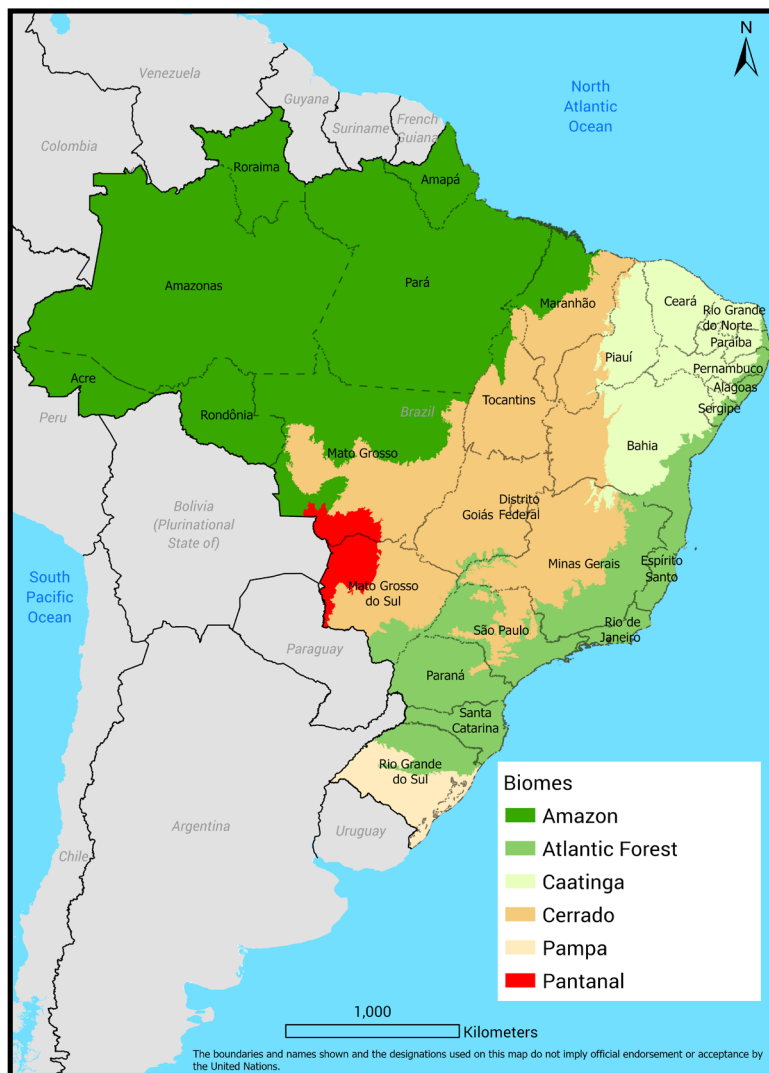 N
North
Atlantic
Ocean
Venezuela
Guyana
Suriname
French
Guiana
Colombia
Roraima
Amapá
Amazonas
Pará
Maranhão
Ceará
Rio Grande
do Norte
Paraíba
Piauí
Pernambuco
Alagoas
Sergipe
Acre
Peru
Rondônia
Tocantins
Brazil
Mato Grosso
Bahia
Bolivia
(Plurinational
State of)
Distrito
Goiás Federal
Minas Gerais
Espírito
Santo
South
Pacific
Ocean
Mato Grosso
do Sul
São Paulo
Rio de
Janeiro
Paraguay
Paraná
Santa
Catarina
Rio Grande
do Sul
Argentina
Uruguay
Chile
Biomes
Amazon
Atlantic Forest
Caatinga
Cerrado
Pampa
Pantanal
1,000
Kilometers
The boundaries and names shown and the designations used on this map do not imply official endorsement or acceptance by
the United Nations.